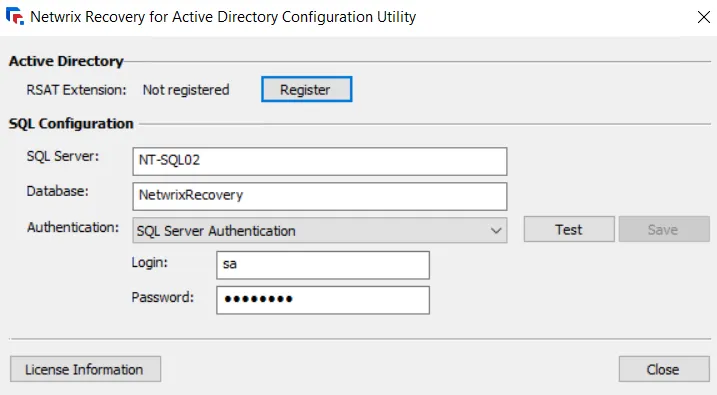 Netwrix Recovery for Active Directory Configuration Utility
Active Directory
RSAT Extension: Not registered Register
SQL Configuration
SQL Server: NT-SQL02
Database: NetwrixRecovery
Authentication: SQL Server Authentication Test Save
Login: sa
Password: ●●●●●●●●
License Information Close